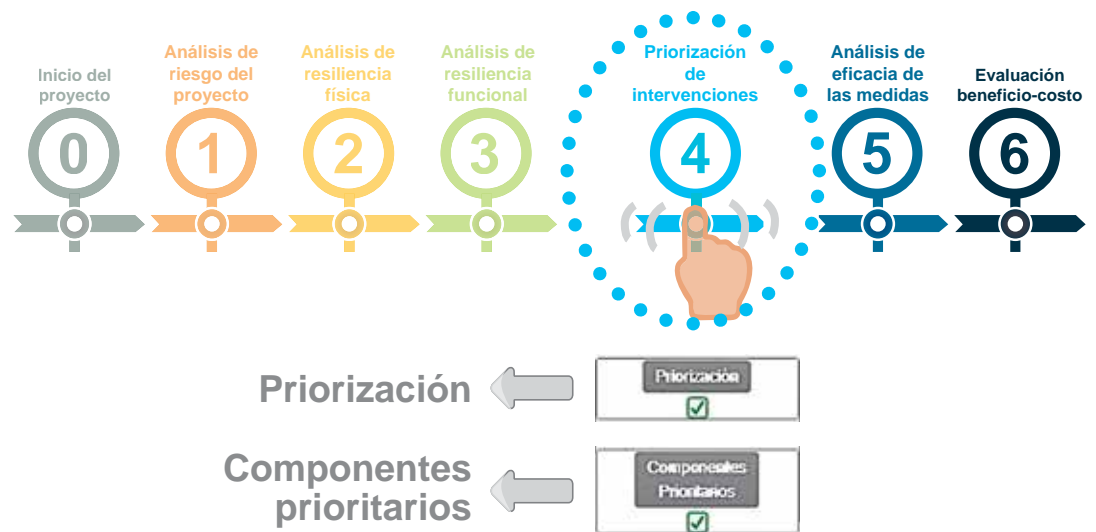 Inicio del
proyecto
0
Análisis de
riesgo del
proyecto
1
Análisis de
resiliencia
física
2
Análisis de
resiliencia
funcional
3
Priorización
de
intervenciones
4
Análisis de
eficacia de
las medidas
5
Evaluación
beneficio-costo
6
Priorización
Priorización
Componentes
prioritarios
Componentes
Prioritarios